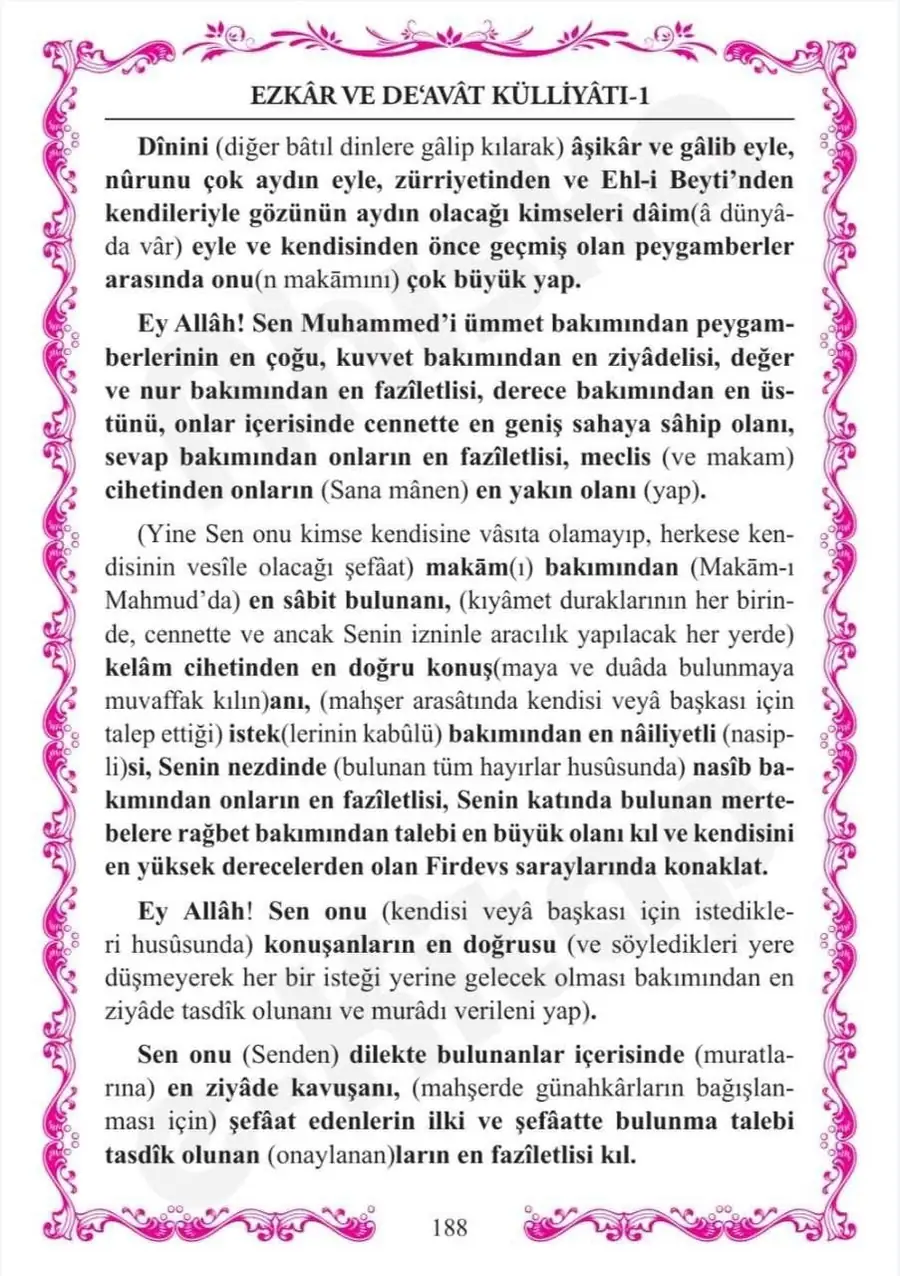 EZKÂR VE DE‘AVÂT KÜLLİYÂTI-1
Dînini (diğer bâtıl dinlere gâlip kılarak) âşikâr ve gâlib eyle,
nûrunu çok aydın eyle, zürriyetinden ve Ehl-i Beyti’nden
kendileriyle gözünün aydın olacağı kimseleri dâim(â dünyâ-
da vâr) eyle ve kendisinden önce geçmiş olan peygamberler
arasında onu(n makāmını) çok büyük yap.
Ey Allâh! Sen Muhammed’i ümmet bakımından peygam-
berlerinin en çoğu, kuvvet bakımından en ziyâdelisi, değer
ve nur bakımından en fazîletlisi, derece bakımından en üs-
tünü, onlar içerisinde cennette en geniş sahaya sâhip olanı,
sevap bakımından onların en fazîletlisi, meclis (ve makam)
cihetinden onların (Sana mânen) en yakın olanı (yap).
(Yine Sen onu kimse kendisine vâsıta olamayıp, herkese ken-
disinin vesîle olacağı şefâat) makām(ı) bakımından (Makām-ı
Mahmud’da) en sâbit bulunanı, (kıyâmet duraklarının her birin-
de, cennette ve ancak Senin izninle aracılık yapılacak her yerde)
kelâm cihetinden en doğru konuş(maya ve duâda bulunmaya
muvaffak kılın)anı, (mahşer arasâtında kendisi veyâ başkası için
talep ettiği) istek(lerinin kabûlü) bakımından en nâiliyetli (nasip-
li)si, Senin nezdinde (bulunan tüm hayırlar husûsunda) nasîb ba-
kımından onların en fazîletlisi, Senin katında bulunan merte-
belere rağbet bakımından talebi en büyük olanı kıl ve kendisini
en yüksek derecelerden olan Firdevs saraylarında konaklat.
Ey Allâh! Sen onu (kendisi veyâ başkası için istedikle-
ri husûsunda) konuşanların en doğrusu (ve söyledikleri yere
düşmeyerek her bir isteği yerine gelecek olması bakımından en
ziyâde tasdîk olunanı ve murâdı verileni yap).
Sen onu (Senden) dilekte bulunanlar içerisinde (muratla-
rına) en ziyâde kavuşanı, (mahşerde günahkârların bağışlan-
ması için) şefâat edenlerin ilki ve şefâatte bulunma talebi
tasdîk olunan (onaylanan)ların en fazîletlisi kıl.
188